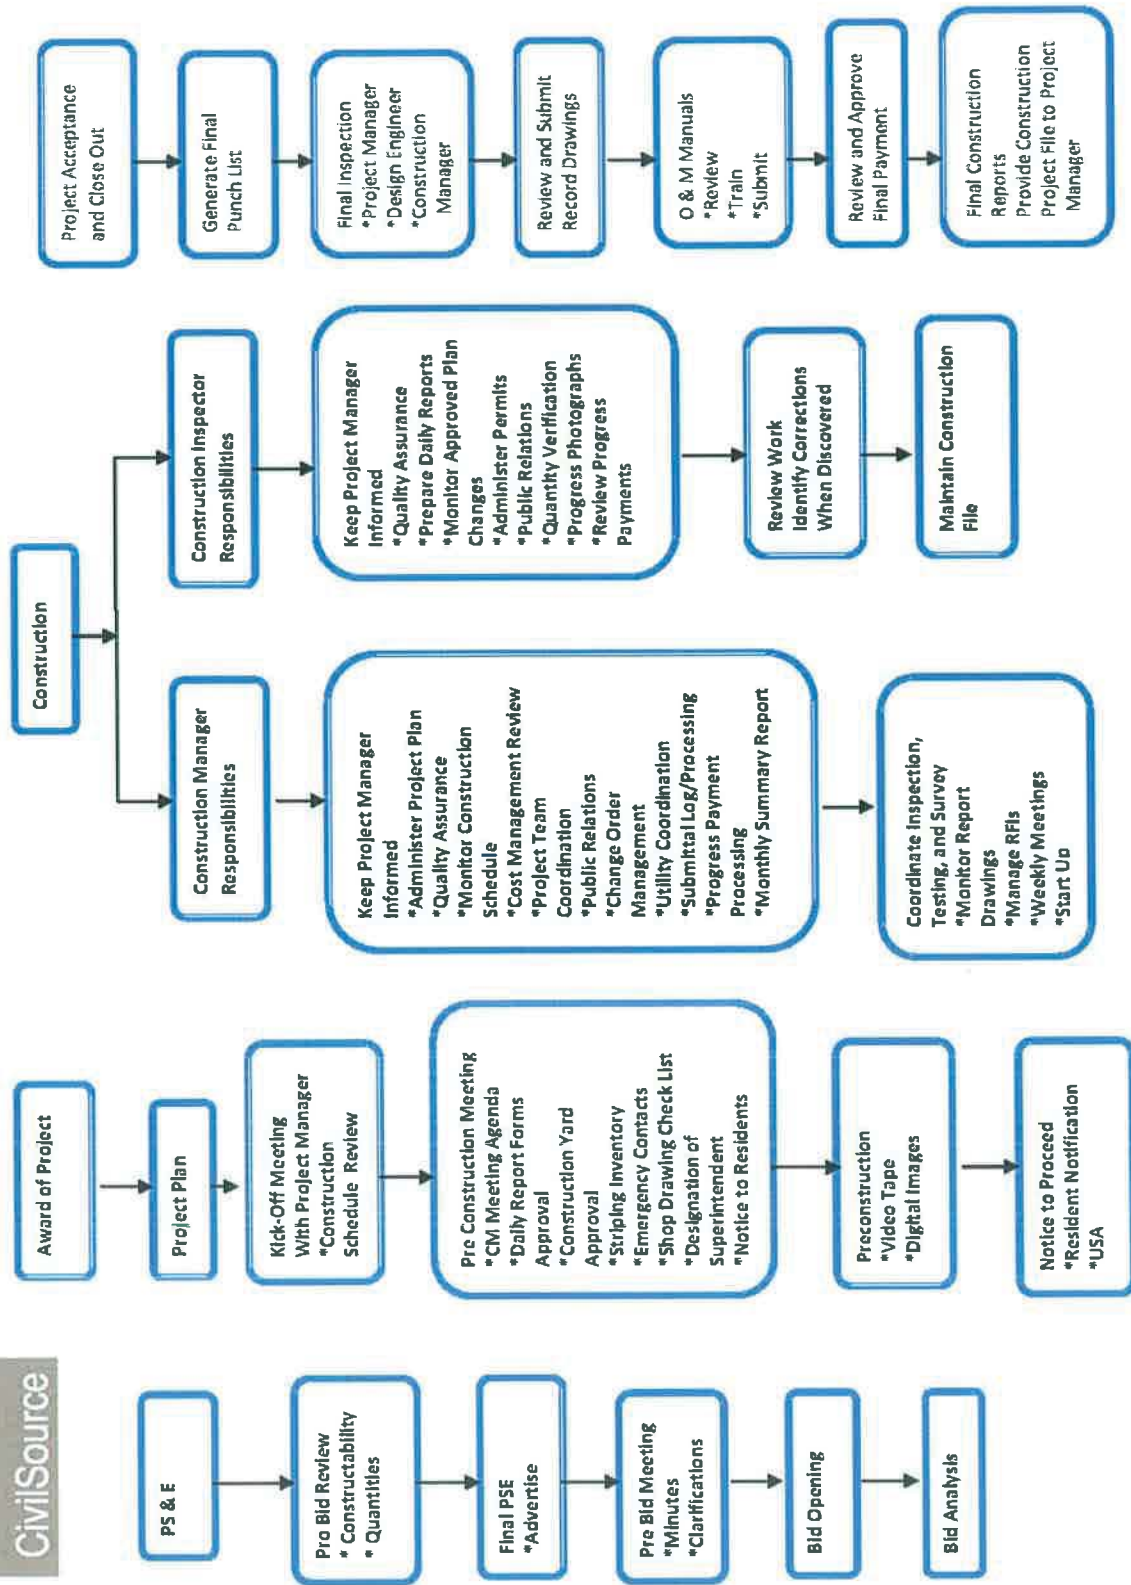 CivilSource
PS & E
Pro Bid Review
* Constructability
* Quantities
Final PSE
*Advertise
Pre Bid Meeting
*Minutes
*Clarifications
Bid Opening
Bid Analysis
Award of Project
Project Plan
Kick-Off Meeting
With Project Manager
*Construction
Schedule Review
Pre Construction Meeting
*CM Meeting Agenda
*Daily Report Forms
Approval
*Construction Yard
Approval
*Striping Inventory
*Emergency Contacts
*Shop Drawing Check List
*Designation of
Superintendent
*Notice to Residents
Preconstruction
*Video Tape
*Digital Images
Notice to Proceed
*Resident Notification
*USA
Construction
Construction Manager
Responsibilities
Keep Project Manager
Informed
*Administer Project Plan
*Quality Assurance
*Monitor Construction
Schedule
*Cost Management Review
*Project Team
Coordination
*Public Relations
*Change Order
Management
*Utility Coordination
*Submittal Log/Processing
*Progress Payment
Processing
*Monthly Summary Report
Coordinate Inspection,
Testing, and Survey
*Monitor Report
Drawings
*Manage RFIs
*Weekly Meetings
*Start Up
Construction Inspector
Responsibilities
Keep Project Manager
Informed
*Quality Assurance
*Prepare Daily Reports
*Monitor Approved Plan
Changes
*Administer Permits
*Public Relations
*Quantity Verification
*Progress Photographs
*Review Progress
Payments
Review Work
Identify Corrections
When Discovered
Maintain Construction
File
Project Acceptance
and Close Out
Generate Final
Punch List
Final Inspection
*Project Manager
*Design Engineer
*Construction
Manager
Review and Submit
Record Drawings
O & M Manuals
*Review
*Train
*Submit
Review and Approve
Final Payment
Final Construction
Reports
Provide Construction
Project File to Project
Manager